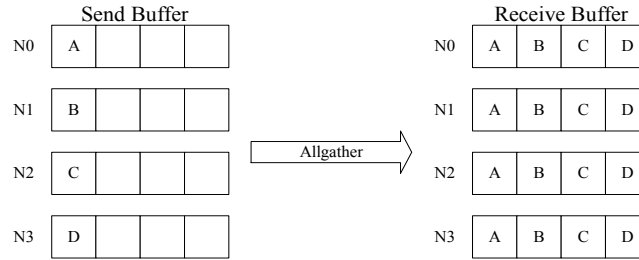 Send Buffer Receive Buffer
N0 A N0 A B C D
N1 B N1 A B C D
Allgather
N2 C N2 A B C D
N3 D N3 A B C D